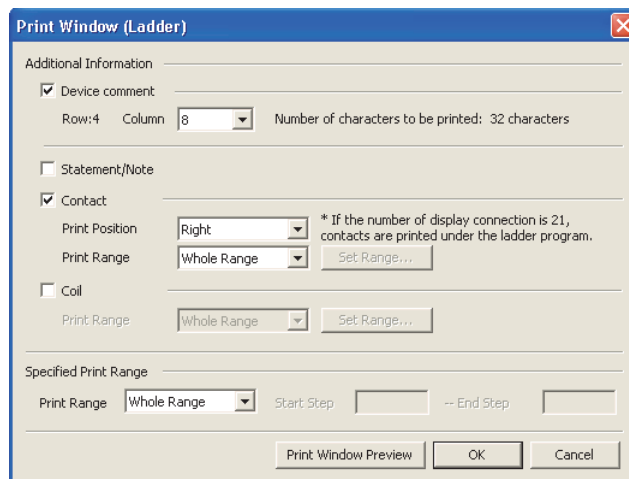 Print Window (Ladder)
Additional Information
Device comment
Row:4 Column 8 Number of characters to be printed: 32 characters
Statement/Note
Contact
Print Position Right * If the number of display connection is 21,
contacts are printed under the ladder program.
Print Range Whole Range Set Range...
Coil
Print Range Whole Range Set Range...
Specified Print Range
Print Range Whole Range Start Step -- End Step
Print Window Preview OK Cancel